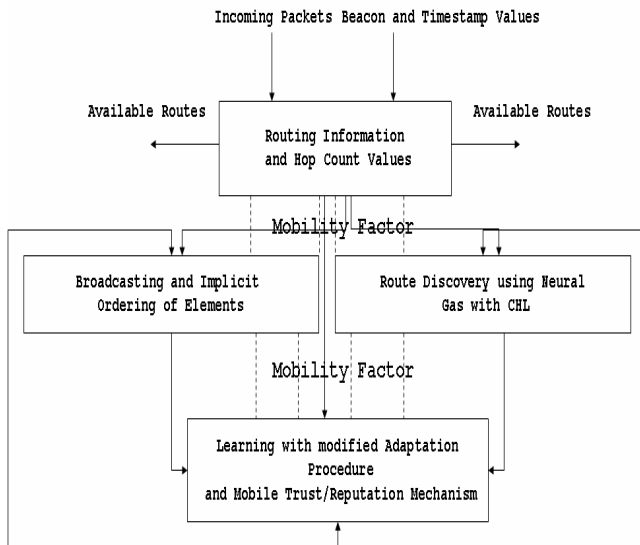 Incoming Packets Beacon and Timestamp Values
Available Routes
Available Routes
Routing Information
and Hop Count Values
Mobility Factor
Broadcasting and Implicit
Ordering of Elements
Route Discovery using Neural
Gas with CHL
Mobility Factor
Learning with modified Adaptation
Procedure
and Mobile Trust/Reputation Mechanism